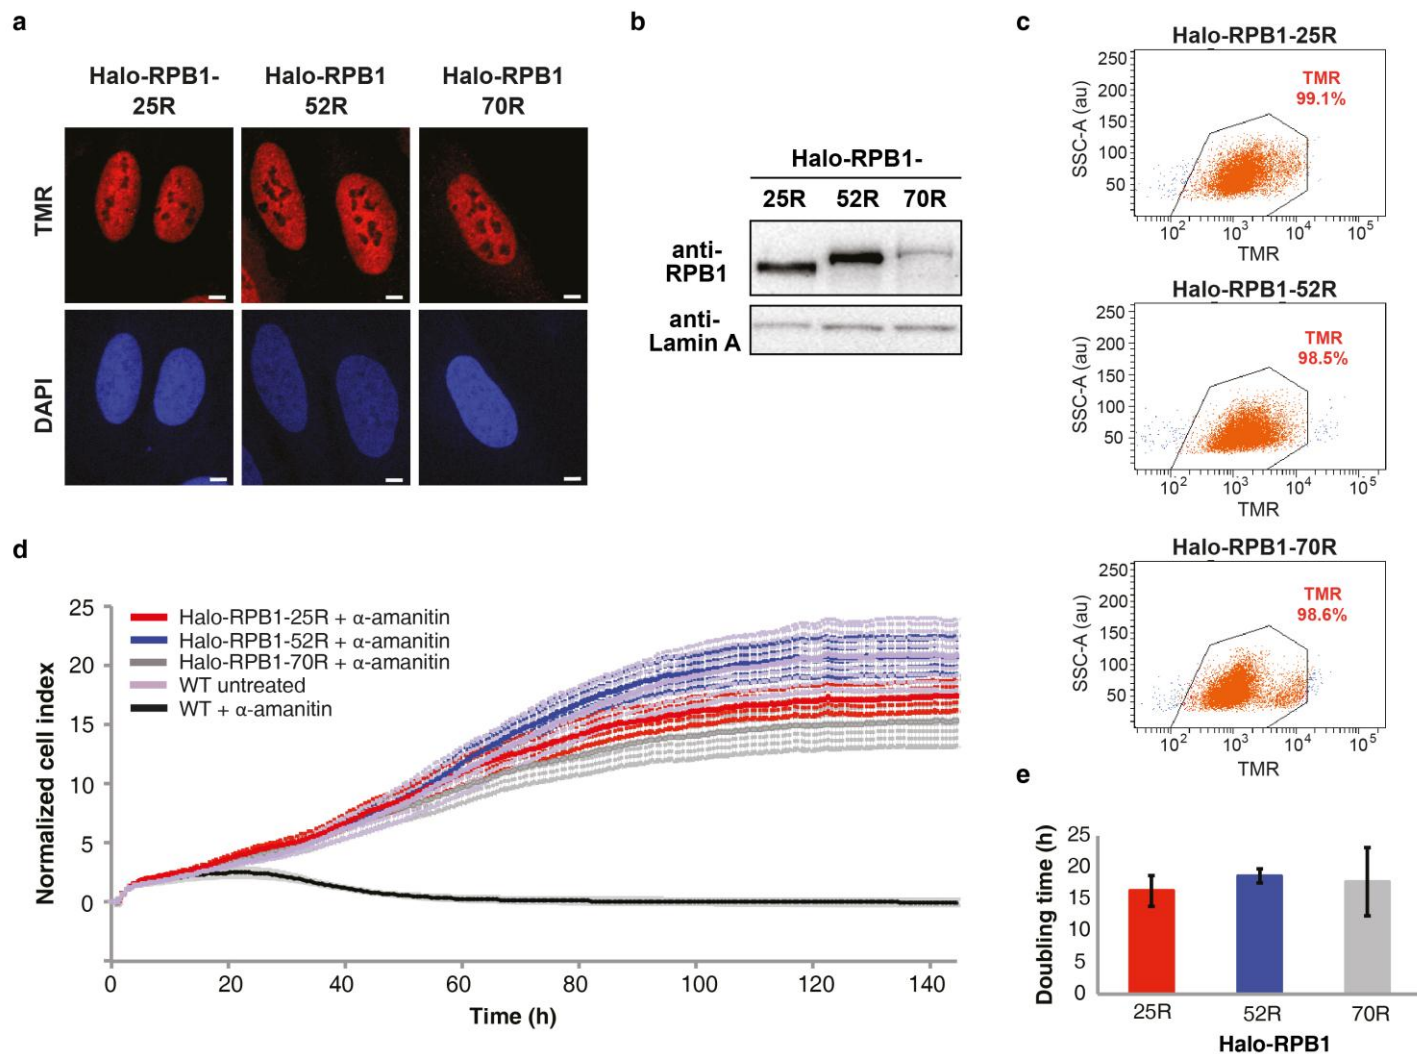 a
Halo-RPB1-
25R
Halo-RPB1
52R
Halo-RPB1
70R
TMR
DAPI
b
Halo-RPB1-
25R 52R 70R
anti-
RPB1
anti-
Lamin A
c
Halo-RPB1-25R
250
200
150
100
50
SSC-A (au)
TMR
99.1%
10² 10³ 10⁴ 10⁵
TMR
Halo-RPB1-52R
250
200
150
100
50
SSC-A (au)
TMR
98.5%
10² 10³ 10⁴ 10⁵
TMR
Halo-RPB1-70R
250
200
150
100
50
SSC-A (au)
TMR
98.6%
10² 10³ 10⁴ 10⁵
TMR
d
Normalized cell index
25
20
15
10
5
0
Halo-RPB1-25R + α-amanitin
Halo-RPB1-52R + α-amanitin
Halo-RPB1-70R + α-amanitin
WT untreated
WT + α-amanitin
0 20 40 60 80 100 120 140
Time (h)
e
Doubling time (h)
25
20
15
10
5
0
25R 52R 70R
Halo-RPB1